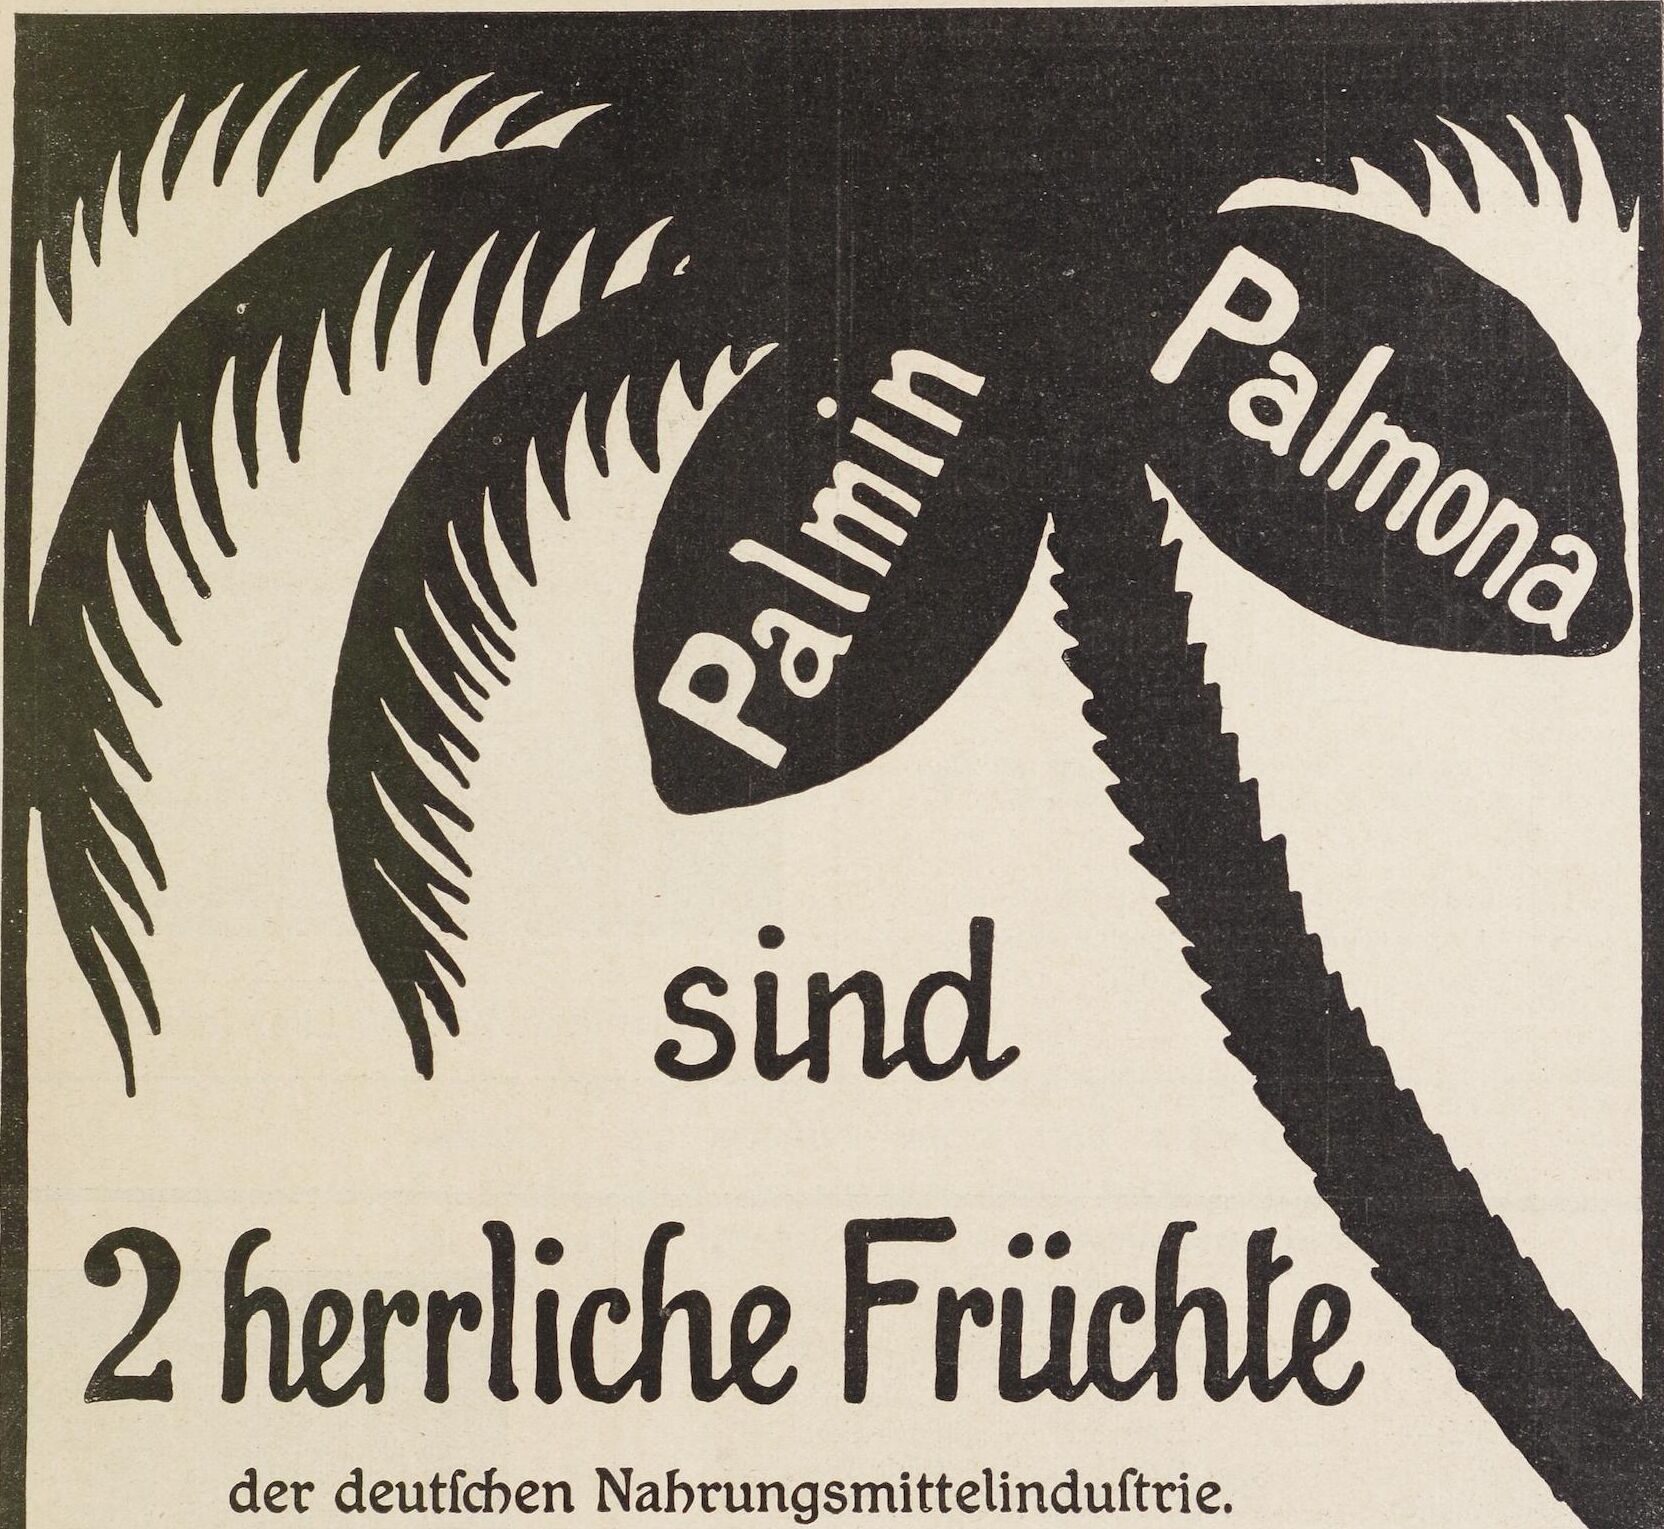 Palmin
Palmona
sind
2 herrliche Früchte
der deutſchen Nahrungsmittelinduſtrie.